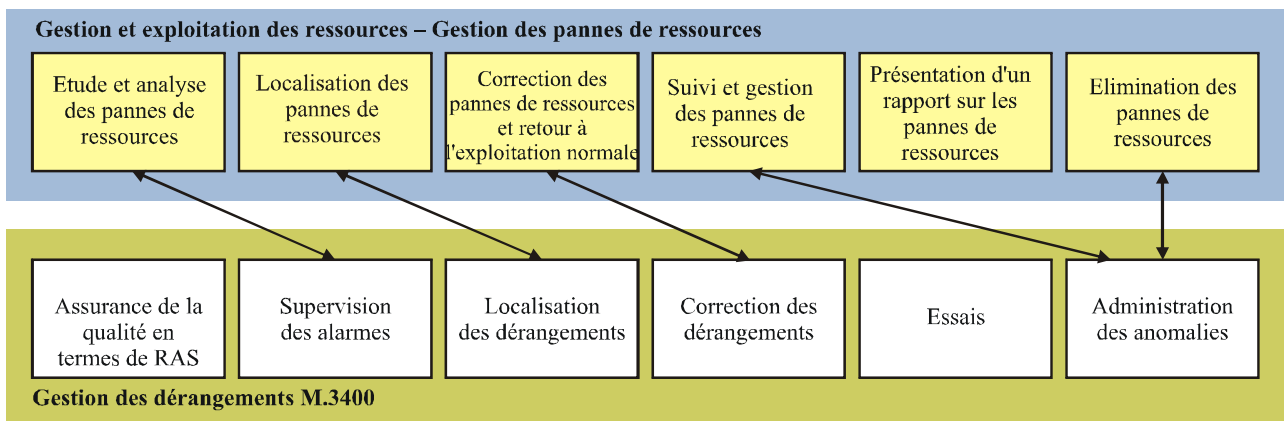 Gestion et exploitation des ressources – Gestion des pannes de ressources
Etude et analyse
des pannes de
ressources
Localisation des
pannes de
ressources
Correction des
pannes de ressources
et retour à
l'exploitation normale
Suivi et gestion
des pannes de
ressources
Présentation d'un
rapport sur les
pannes de
ressources
Elimination des
pannes de
ressources
Assurance de la
qualité en
termes de RAS
Supervision
des alarmes
Localisation
des dérangements
Correction des
dérangements
Essais
Administration
des anomalies
Gestion des dérangements M.3400